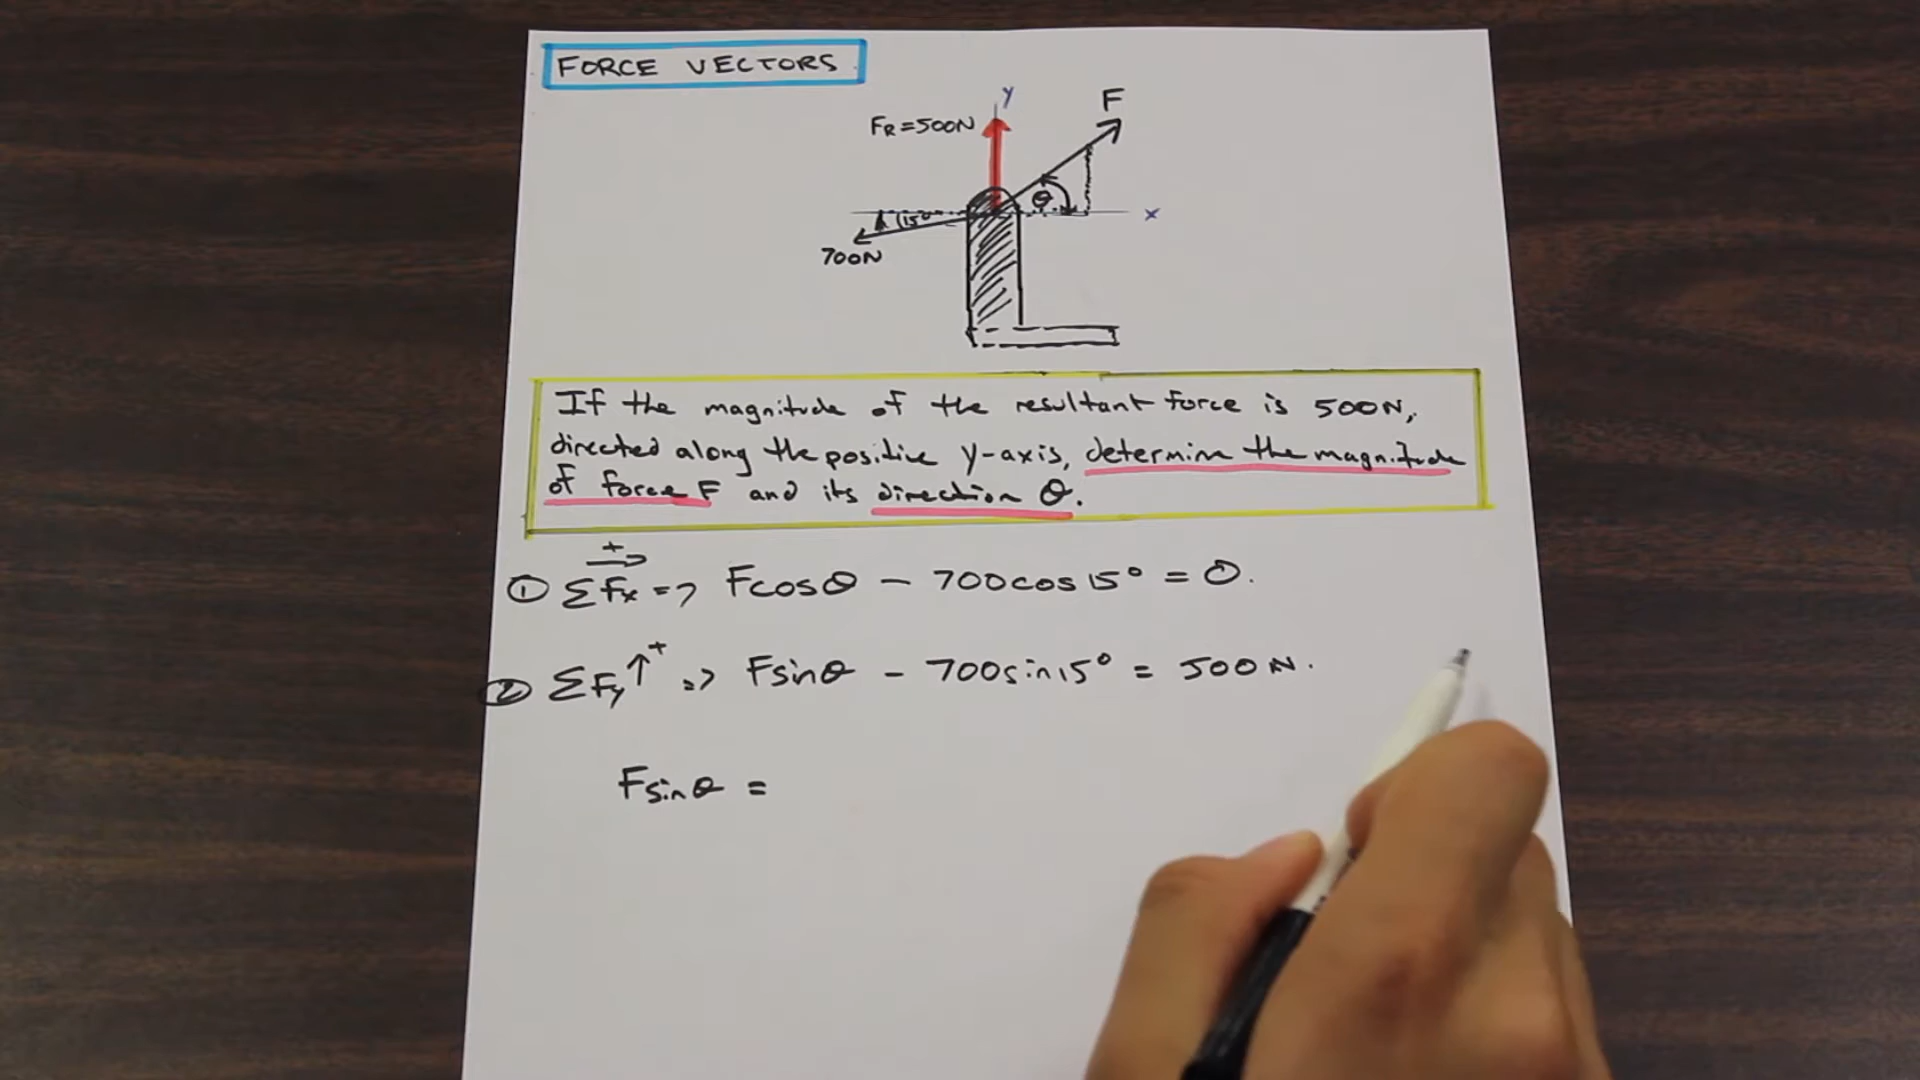 FORCE VECTORS
y
F
FR=500N
θ
15°
x
700N
If the magnitude of the resultant force is 500N,
directed along the positive y-axis, determine the magnitude
of force F and its direction θ.
① ΣFx => Fcosθ - 700cos15° = 0.
+
② ΣFy ↑+ => Fsinθ - 700sin15° = 500N.
Fsinθ =